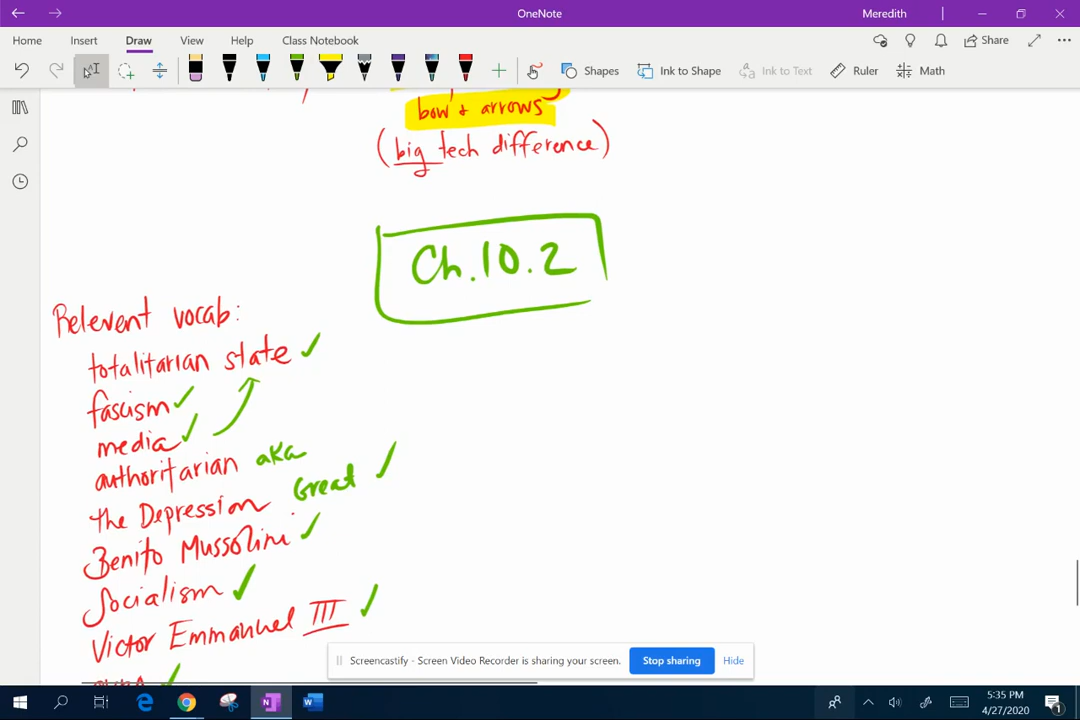 OneNote
Meredith
Home Insert Draw View Help Class Notebook
Share
Shapes Ink to Shape Ink to Text Ruler Math
bow & arrows
(big tech difference)
Ch.10.2
Relevent vocab:
totalitarian state ✓
fascism ✓
media ✓
authoritarian aka
the Depression Great ✓
Benito Mussolini ✓
Socialism ✓
Victor Emmanuel III ✓
Screencastify - Screen Video Recorder is sharing your screen. Stop sharing Hide
5:35 PM
4/27/2020